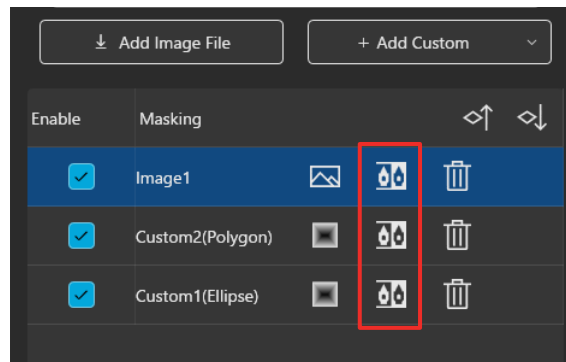 Add Image File
+ Add Custom
Enable Masking
Image1
Custom2(Polygon)
Custom1(Ellipse)